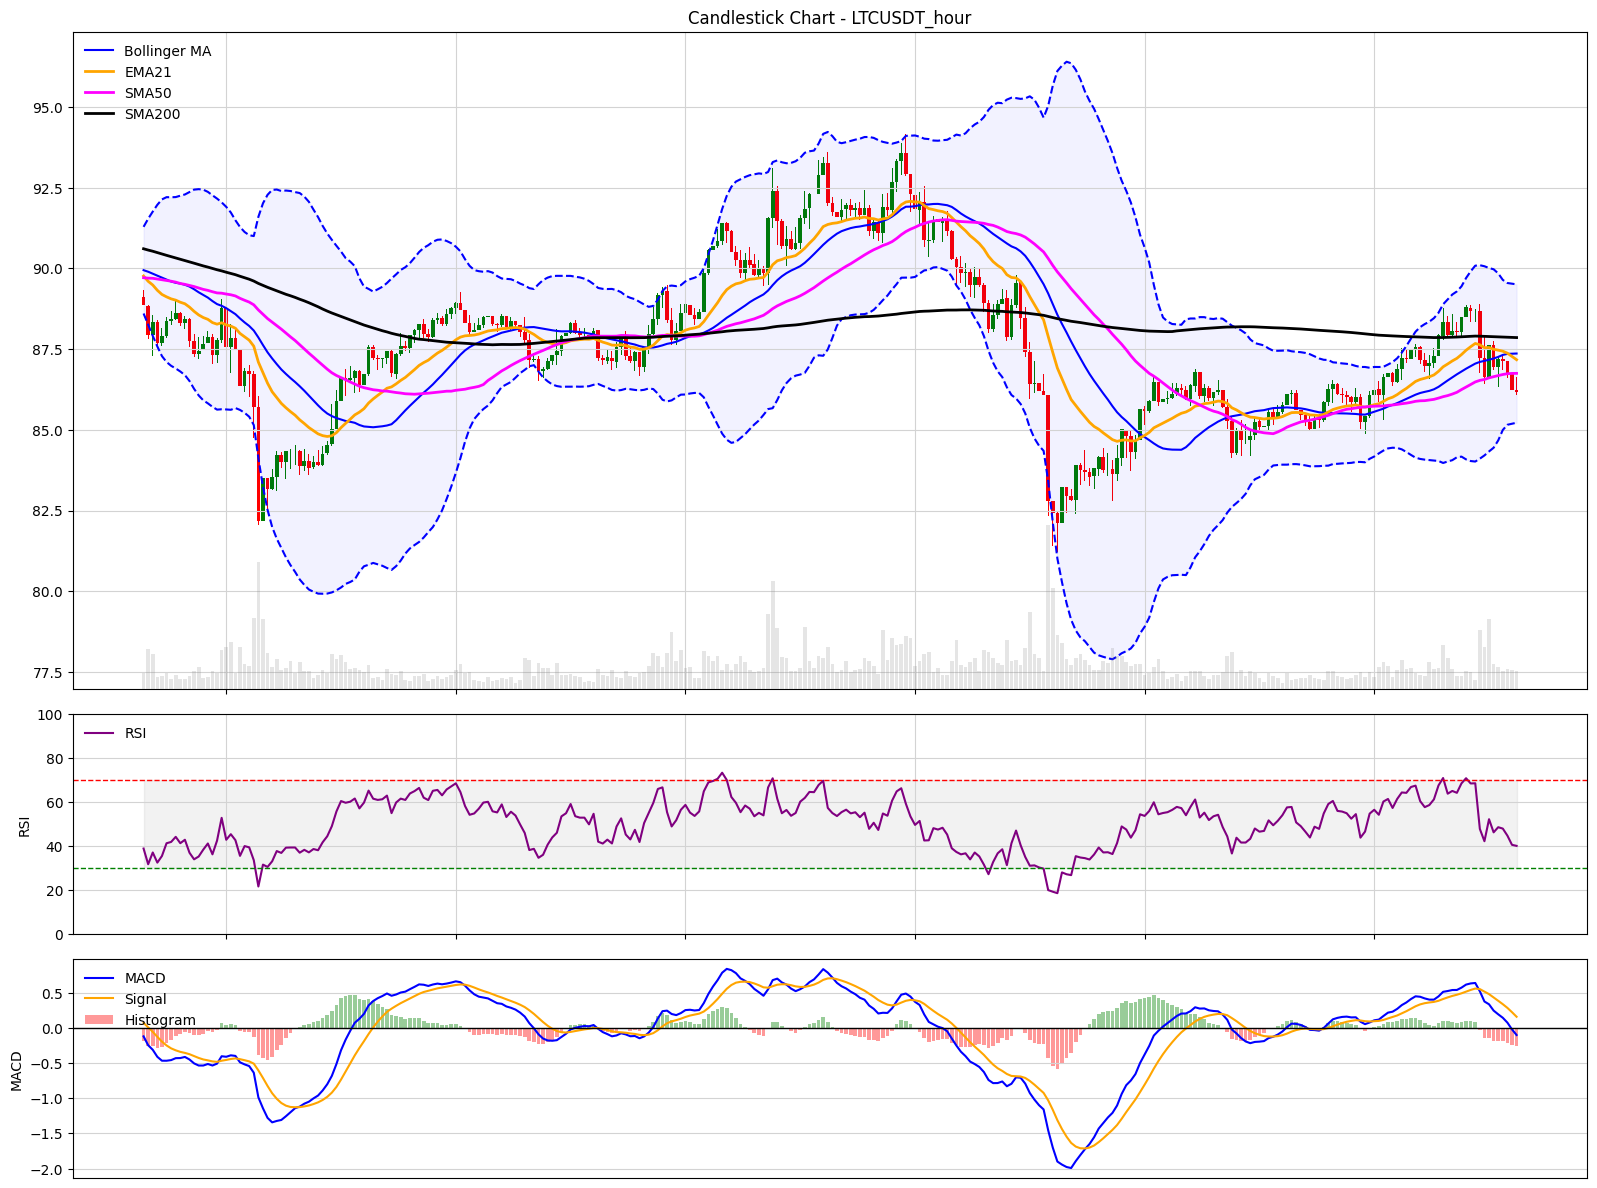 Candlestick Chart - LTCUSDT_hour
Bollinger MA
EMA21
SMA50
SMA200
95.0
92.5
90.0
87.5
85.0
82.5
80.0
77.5
RSI
100
80
60
40
20
0
RSI
MACD
Signal
Histogram
0.5
0.0
−0.5
−1.0
−1.5
−2.0
MACD